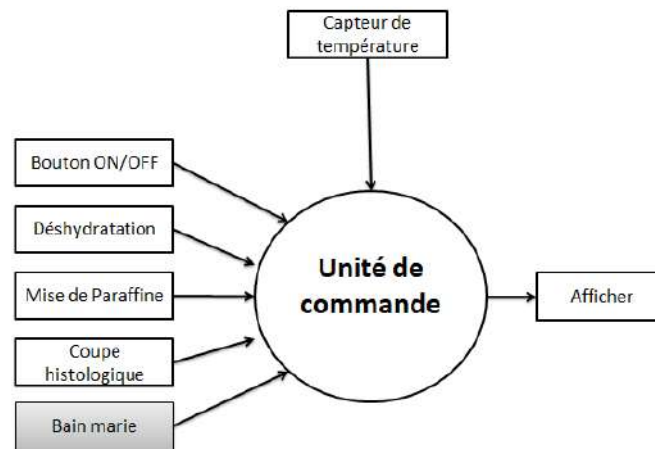 Capteur de
température
Bouton ON/OFF
Déshydratation
Mise de Paraffine
Coupe
histologique
Bain marie
Unité de
commande
Afficher